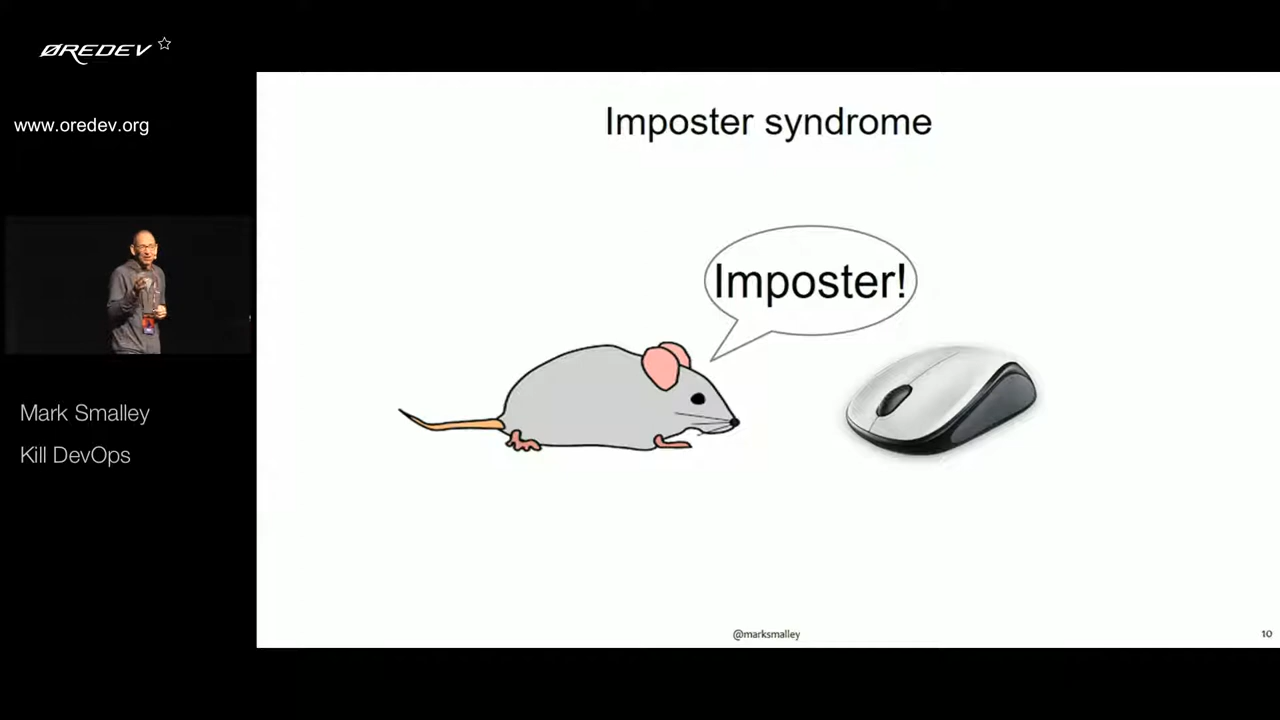 ØREDEV
www.oredev.org
Mark Smalley
Kill DevOps
Imposter syndrome
Imposter!
@marksmalley
10